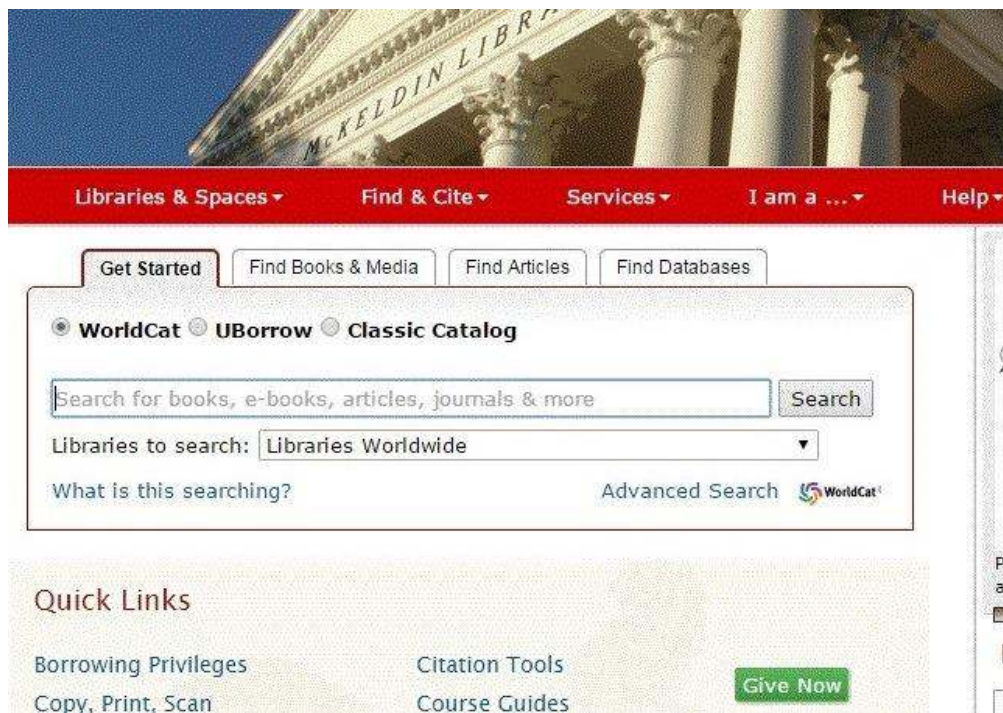 McKELDIN LIBRA
Libraries & Spaces
Find & Cite
Services
I am a ...
Help
Get Started
Find Books & Media
Find Articles
Find Databases
WorldCat
UBorrow
Classic Catalog
Search for books, e-books, articles, journals & more
Search
Libraries to search:
Libraries Worldwide
What is this searching?
Advanced Search
WorldCat
Quick Links
Borrowing Privileges
Citation Tools
Give Now
Copy, Print, Scan
Course Guides